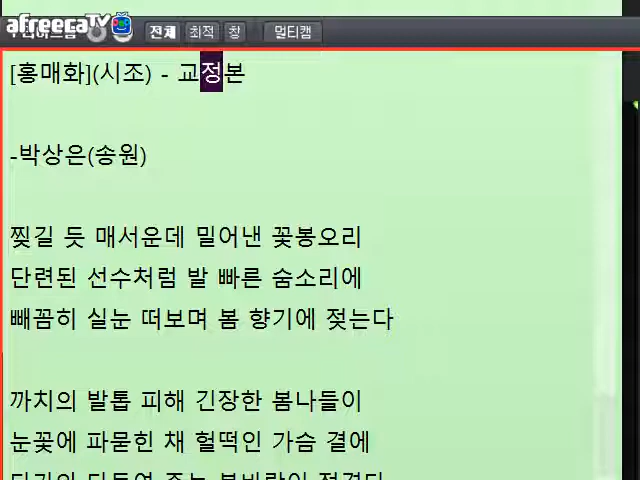 afreecaTV
전체 최적 창 멀티캠
[홍매화](시조) - 교정본
-박상은(송원)
찢길 듯 매서운데 밀어낸 꽃봉오리
단련된 선수처럼 발 빠른 숨소리에
빼꼼히 실눈 떠보며 봄 향기에 젖는다
까치의 발톱 피해 긴장한 봄나들이
눈꽃에 파묻힌 채 헐떡인 가슴 결에